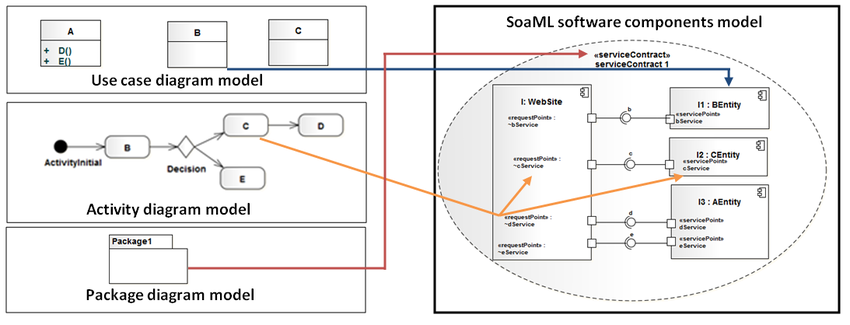 A
+ D()
+ E()
B
C
Use case diagram model
ActivityInitial
B
Decision
C
D
E
Activity diagram model
Package1
Package diagram model
SoaML software components model
«serviceContract»
serviceContract 1
I: WebSite
«requestPoint» :
~bService
«requestPoint» :
~cService
«requestPoint» :
~dService
«requestPoint» :
~eService
b
c
d
e
I1 : BEntity
«servicePoint»
bService
I2 : CEntity
«servicePoint»
cService
I3 : AEntity
«servicePoint»
dService
«servicePoint»
eService